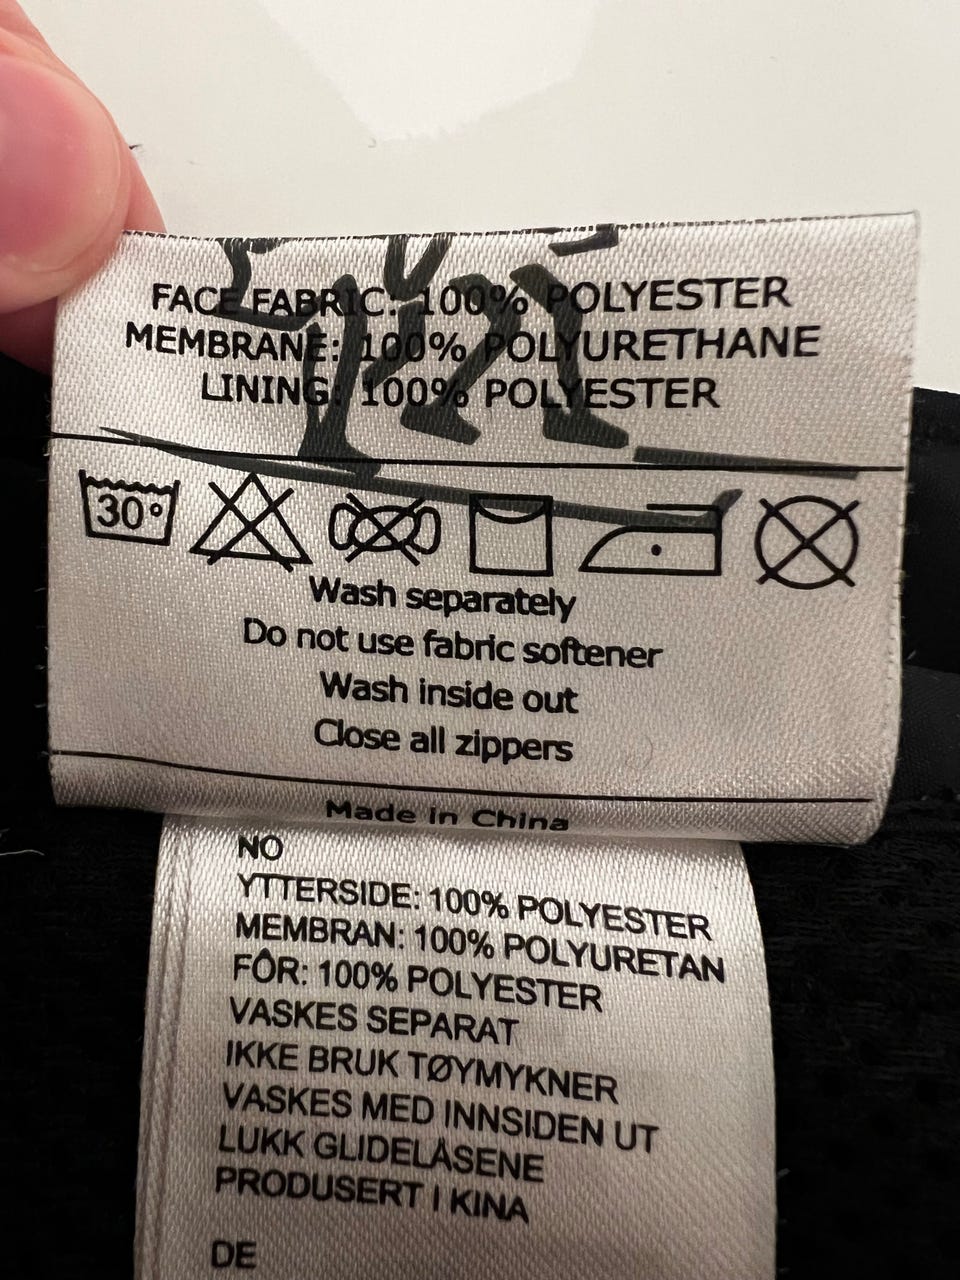 FACE FABRIC: 100% POLYESTER
MEMBRANE: 100% POLYURETHANE
LINING: 100% POLYESTER
30°
Wash separately
Do not use fabric softener
Wash inside out
Close all zippers
Made in China
NO
YTTERSIDE: 100% POLYESTER
MEMBRAN: 100% POLYURETAN
FÔR: 100% POLYESTER
VASKES SEPARAT
IKKE BRUK TØYMYKNER
VASKES MED INNSIDEN UT
LUKK GLIDELÅSENE
PRODUSERT I KINA
DE